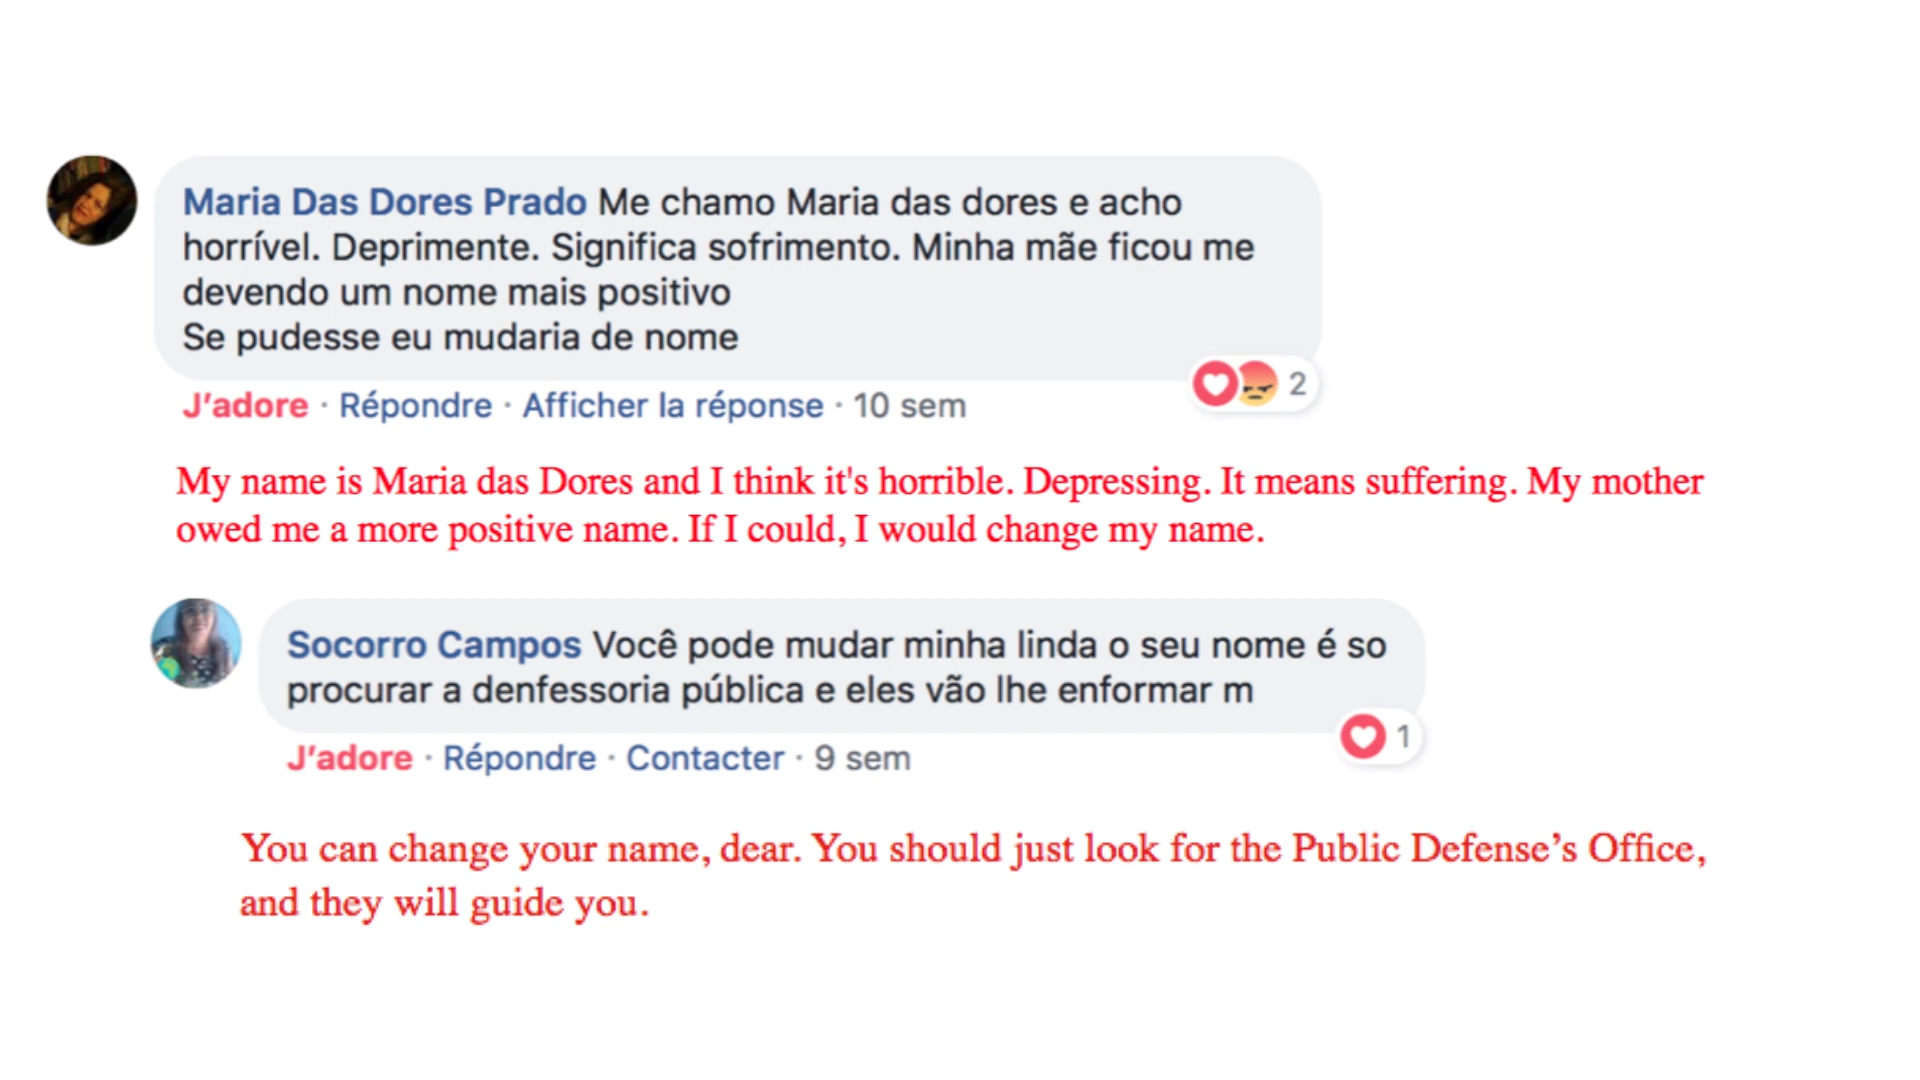 Maria Das Dores Prado Me chamo Maria das dores e acho
horrível. Deprimente. Significa sofrimento. Minha mãe ficou me
devendo um nome mais positivo
Se pudesse eu mudaria de nome
2
J'adore · Répondre · Afficher la réponse · 10 sem
My name is Maria das Dores and I think it's horrible. Depressing. It means suffering. My mother
owed me a more positive name. If I could, I would change my name.
Socorro Campos Você pode mudar minha linda o seu nome é so
procurar a denfessoria pública e eles vão lhe enformar m
1
J'adore · Répondre · Contacter · 9 sem
You can change your name, dear. You should just look for the Public Defense’s Office,
and they will guide you.